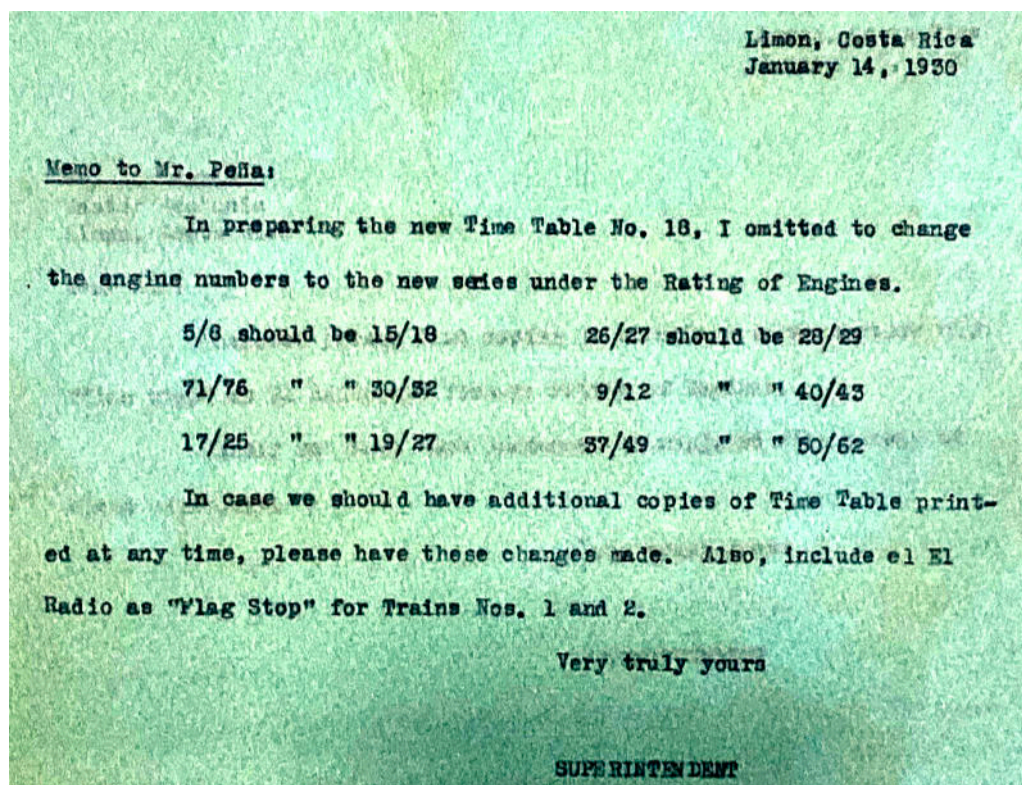 Limon, Costa Rica
January 14, 1930
Memo to Mr. Peña:
In preparing the new Time Table No. 18, I omitted to change
the engine numbers to the new series under the Rating of Engines.
5/8 should be 15/18 26/27 should be 28/29
71/76 " " 30/32 9/12 " " 40/43
17/25 " " 19/27 37/49 " " 50/62
In case we should have additional copies of Time Table print-
ed at any time, please have these changes made. Also, include el El
Radio as "Flag Stop" for Trains Nos. 1 and 2.
Very truly yours
SUPERINTENDENT